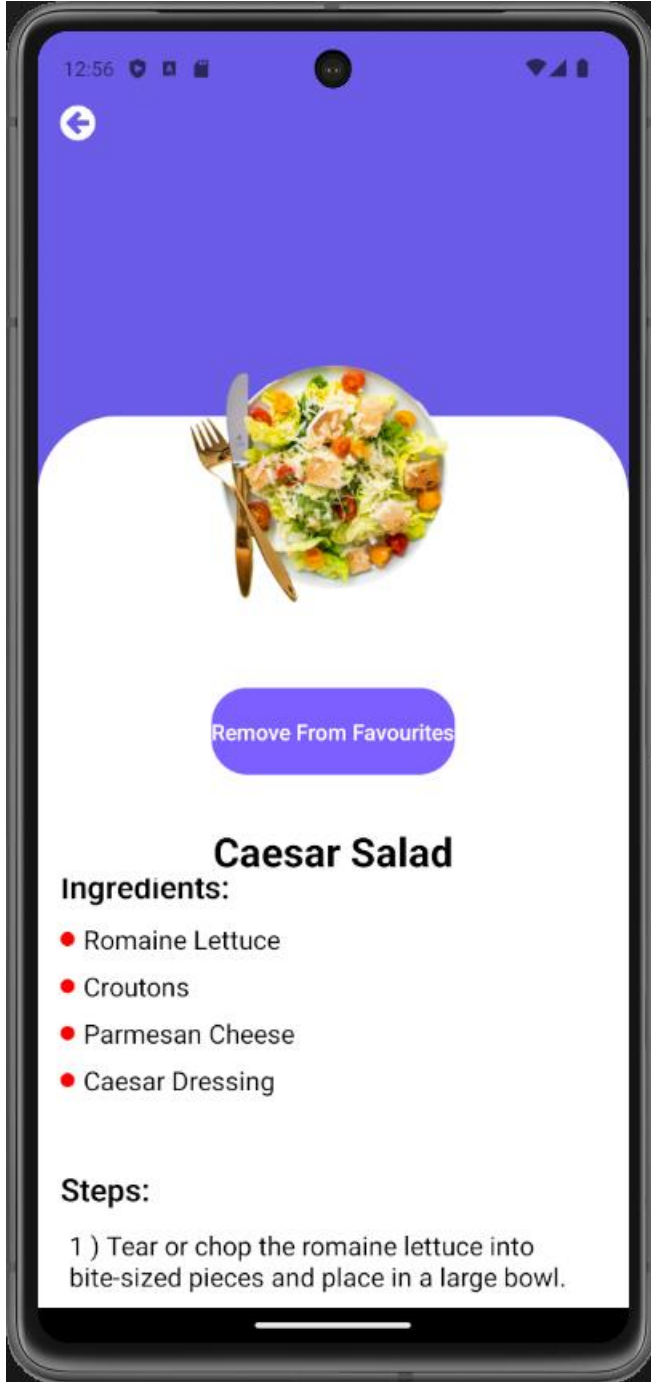 12:56
Remove From Favourites
Caesar Salad
Ingredients:
Romaine Lettuce
Croutons
Parmesan Cheese
Caesar Dressing
Steps:
1 ) Tear or chop the romaine lettuce into
bite-sized pieces and place in a large bowl.